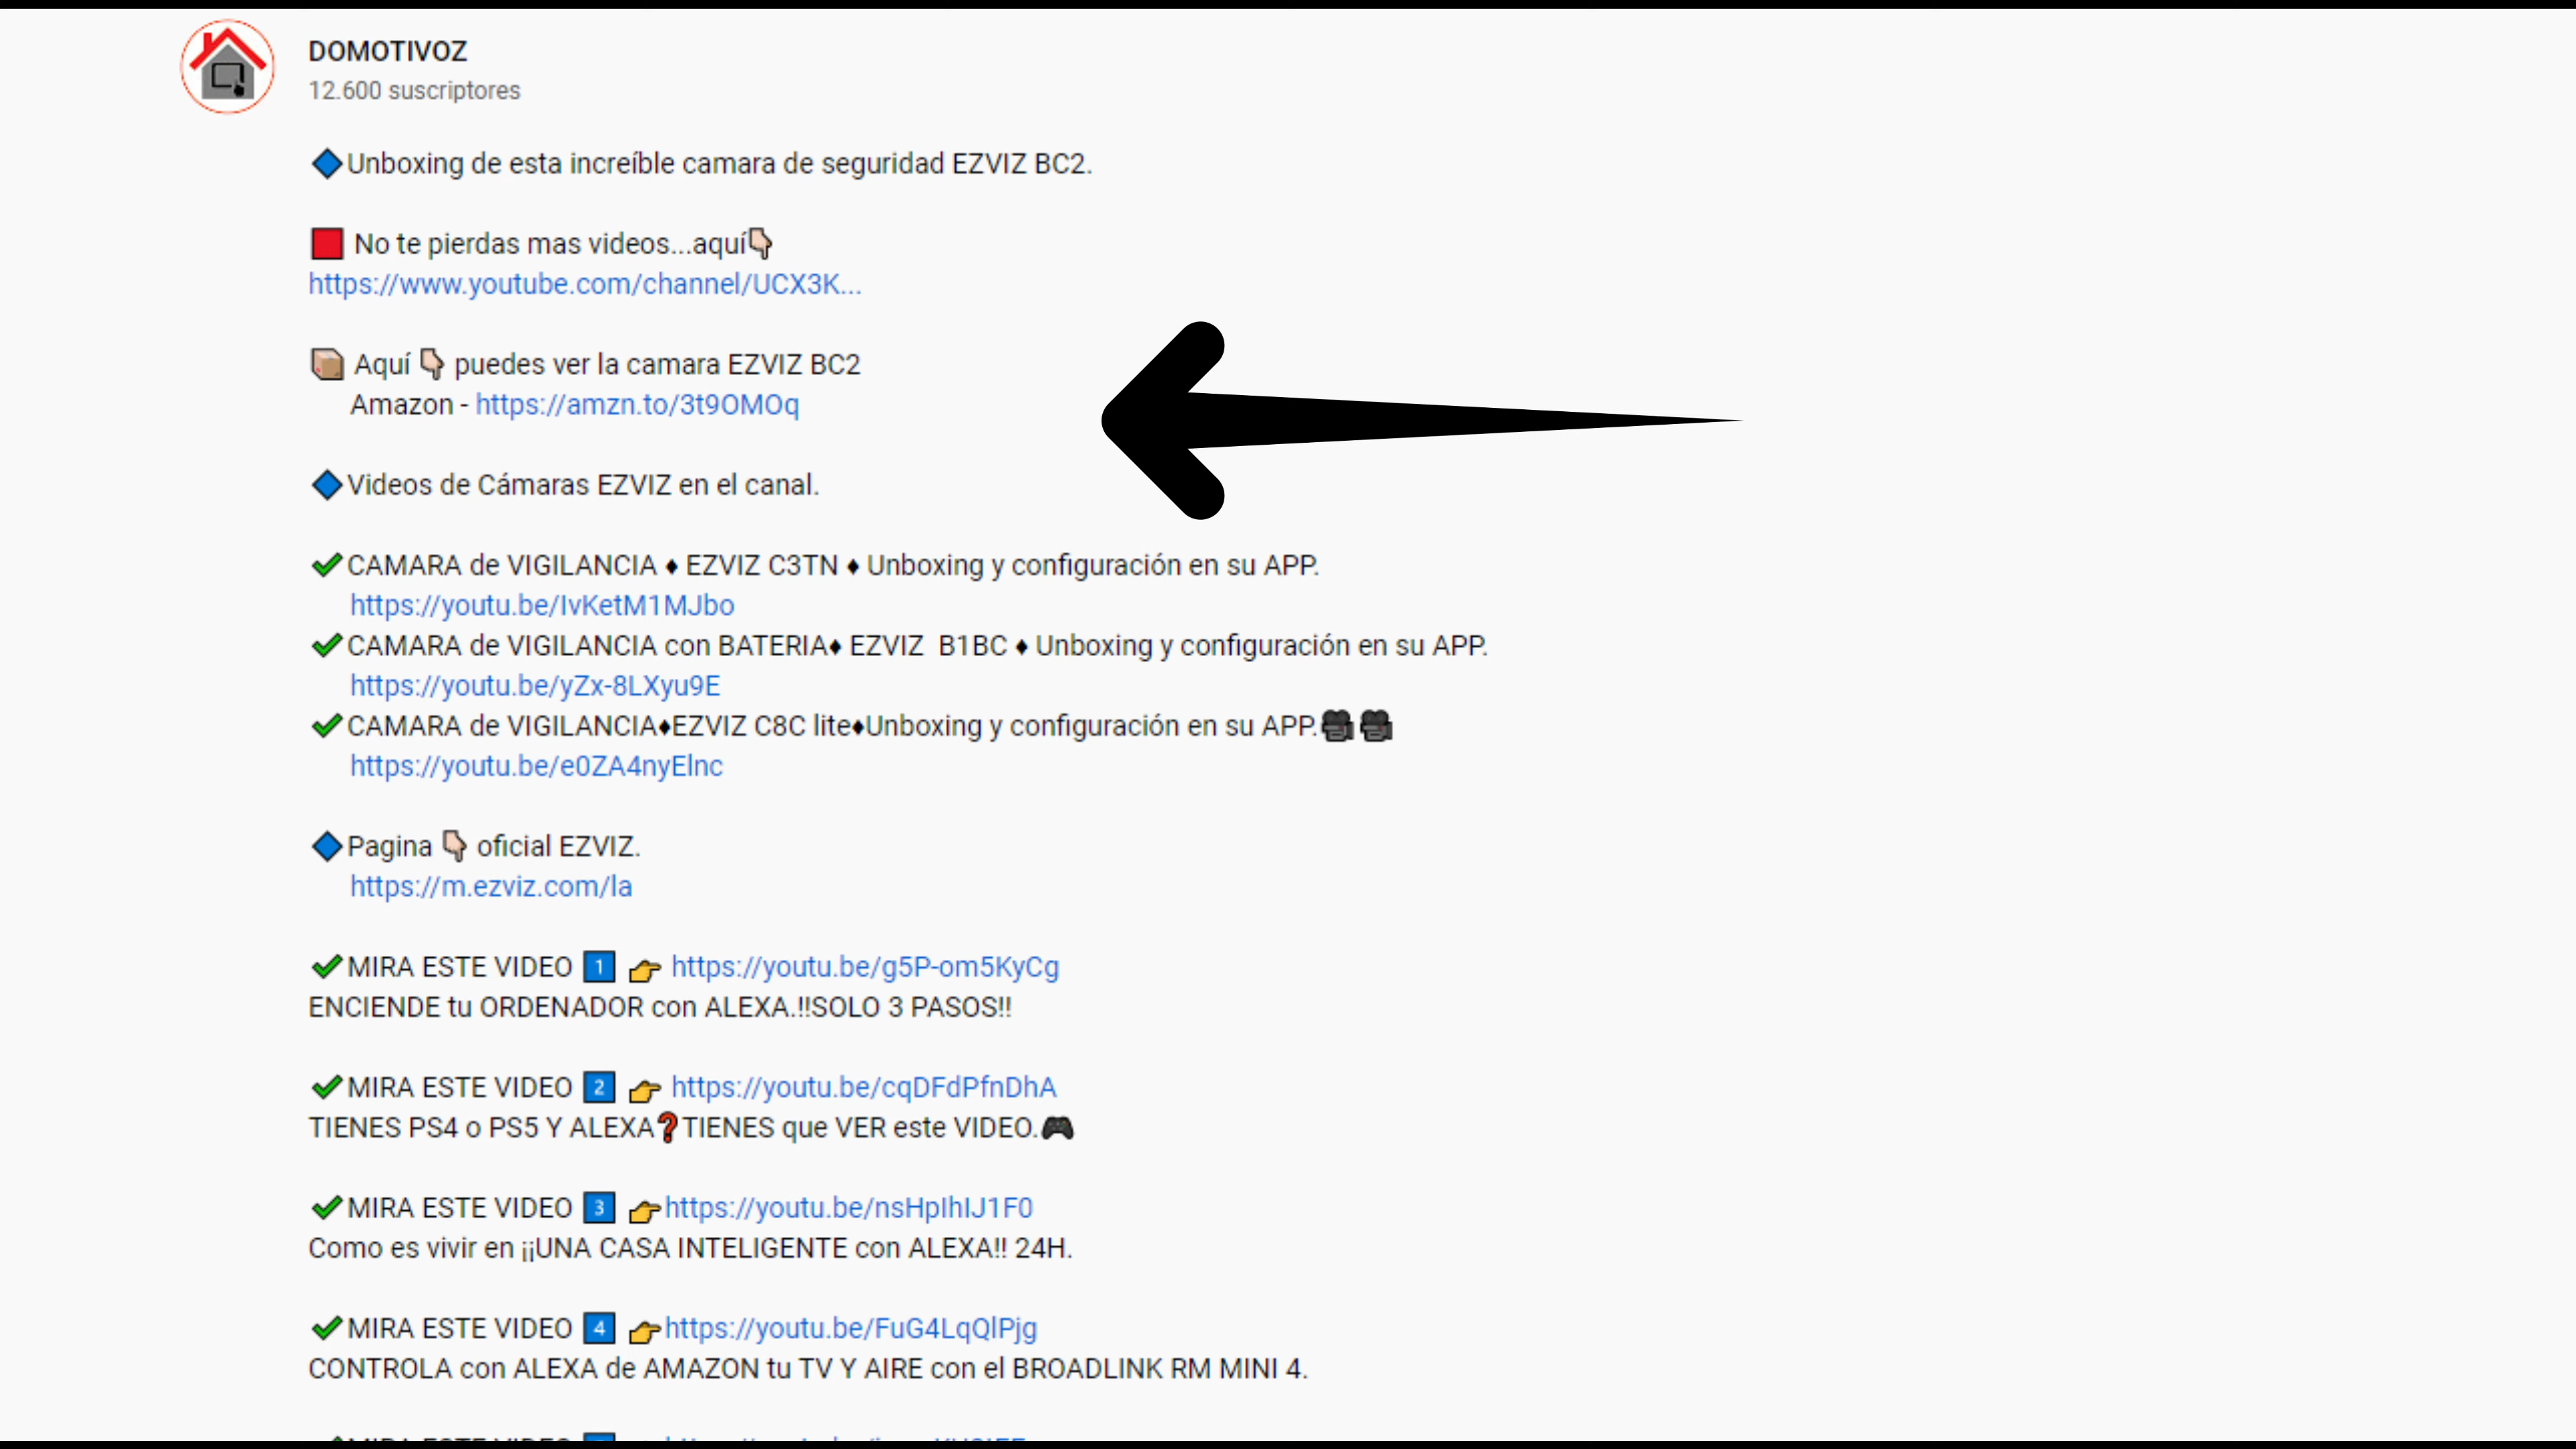 DOMOTIVOZ
12.600 suscriptores
🔷Unboxing de esta increíble camara de seguridad EZVIZ BC2.
🟥 No te pierdas mas videos...aquí👇🏻
https://www.youtube.com/channel/UCX3K...
📦 Aquí 👇🏻 puedes ver la camara EZVIZ BC2
Amazon - https://amzn.to/3t9OMOq
🔷Videos de Cámaras EZVIZ en el canal.
✔CAMARA de VIGILANCIA ♦ EZVIZ C3TN ♦ Unboxing y configuración en su APP.
https://youtu.be/IvKetM1MJbo
✔CAMARA de VIGILANCIA con BATERIA♦ EZVIZ  B1BC ♦ Unboxing y configuración en su APP.
https://youtu.be/yZx-8LXyu9E
✔CAMARA de VIGILANCIA♦EZVIZ C8C lite♦Unboxing y configuración en su APP.🎥🎥
https://youtu.be/e0ZA4nyElnc
🔷Pagina 👇🏻 oficial EZVIZ.
https://m.ezviz.com/la
✔MIRA ESTE VIDEO 1️⃣ 👉 https://youtu.be/g5P-om5KyCg
ENCIENDE tu ORDENADOR con ALEXA.!!SOLO 3 PASOS!!
✔MIRA ESTE VIDEO 2️⃣ 👉 https://youtu.be/cqDFdPfnDhA
TIENES PS4 o PS5 Y ALEXA❓TIENES que VER este VIDEO.🎮
✔MIRA ESTE VIDEO 3️⃣ 👉https://youtu.be/nsHpIhIJ1F0
Como es vivir en ¡¡UNA CASA INTELIGENTE con ALEXA!! 24H.
✔MIRA ESTE VIDEO 4️⃣ 👉https://youtu.be/FuG4LqQlPjg
CONTROLA con ALEXA de AMAZON tu TV Y AIRE con el BROADLINK RM MINI 4.
MIRA ESTE VIDEO